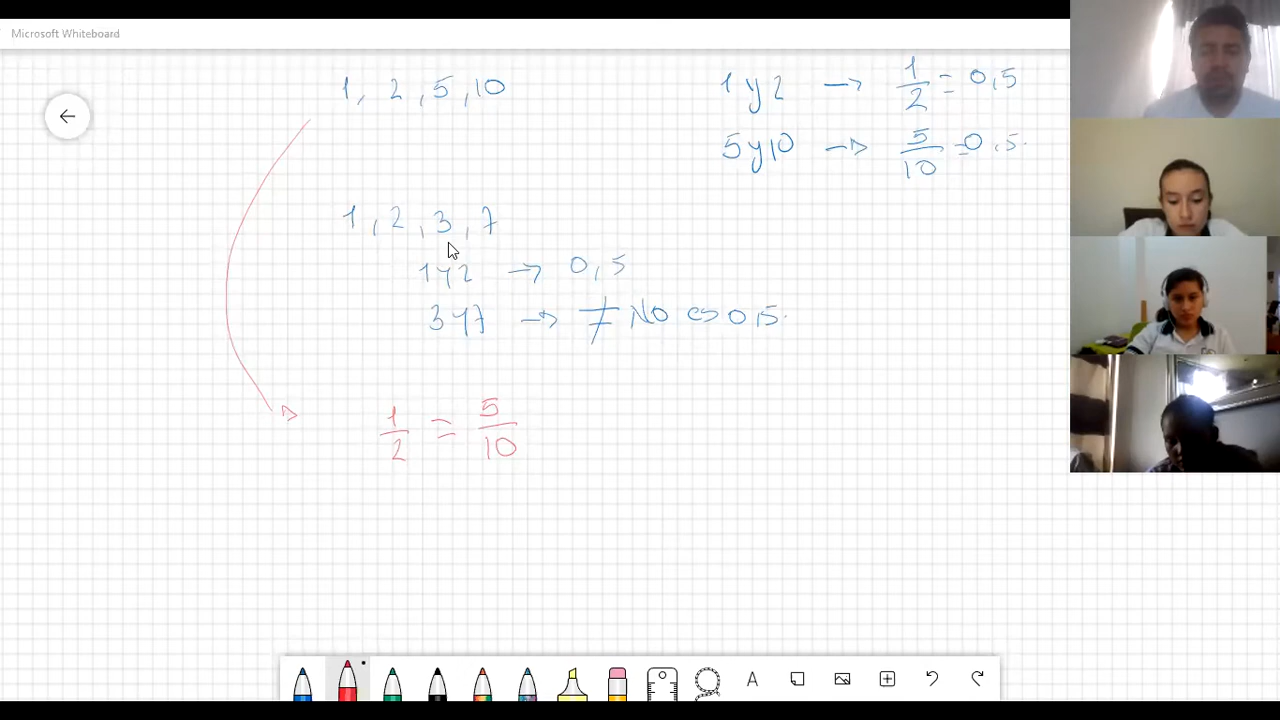 Microsoft Whiteboard
1, 2, 5, 10
1 y 2 → 1/2 = 0,5
5 y 10 → 5/10 = 0,5.
1, 2, 3, 7
1 y 2 → 0,5
3 y 7 → ≠ No es 0,5.
1/2 = 5/10
A